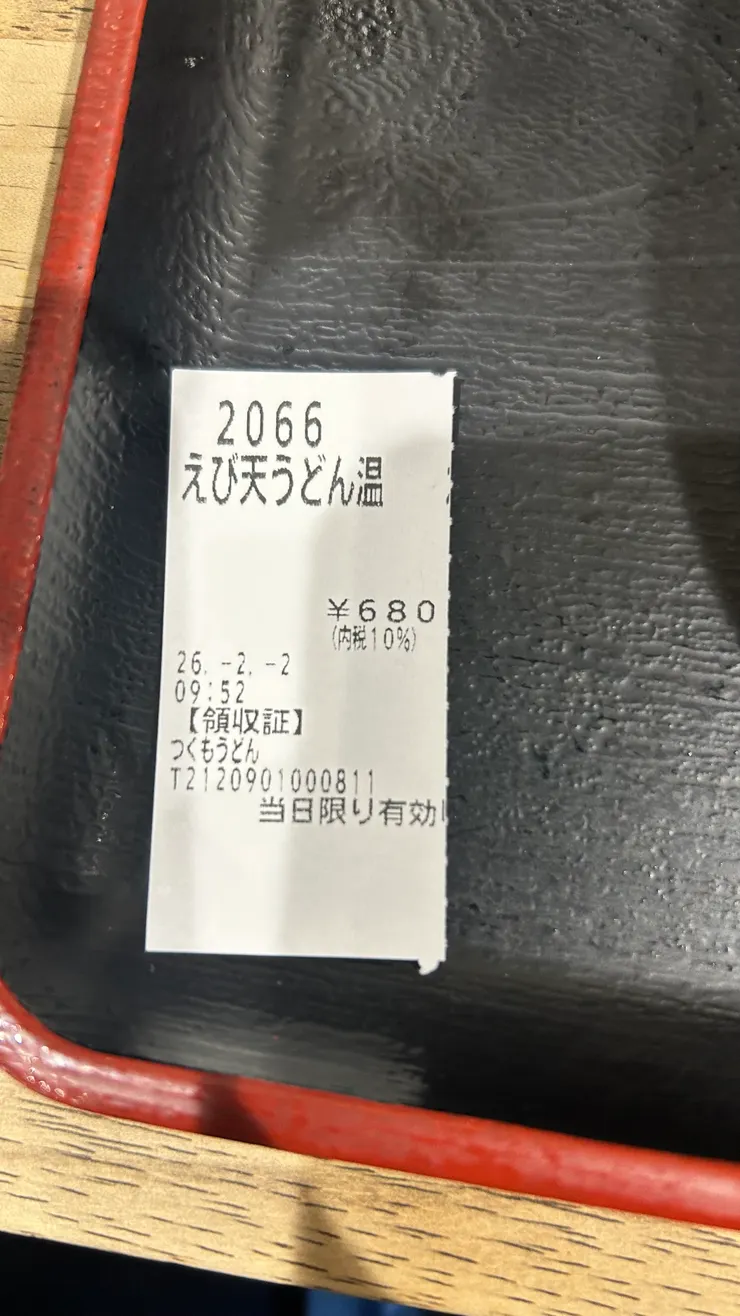 2066
えび天うどん温
￥680
(内税10%)
26.-2.-2
09:52
【領収証】
つくもうどん
T2120901000811
当日限り有効